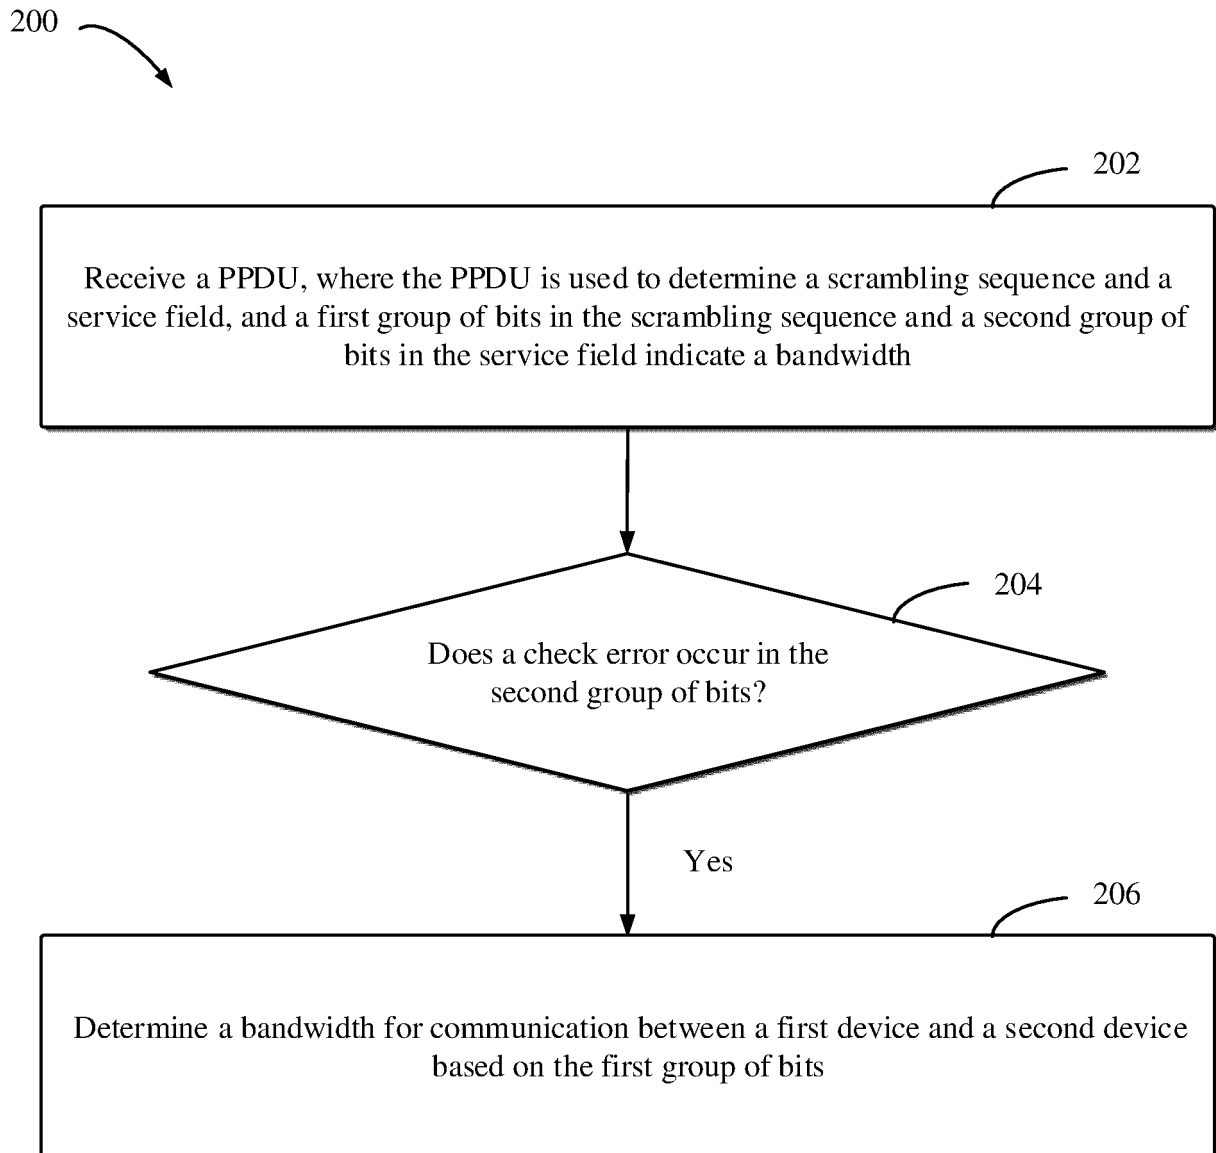 200
202
Receive a PPDU, where the PPDU is used to determine a scrambling sequence and a
service field, and a first group of bits in the scrambling sequence and a second group of
bits in the service field indicate a bandwidth
204
Does a check error occur in the
second group of bits?
Yes
206
Determine a bandwidth for communication between a first device and a second device
based on the first group of bits